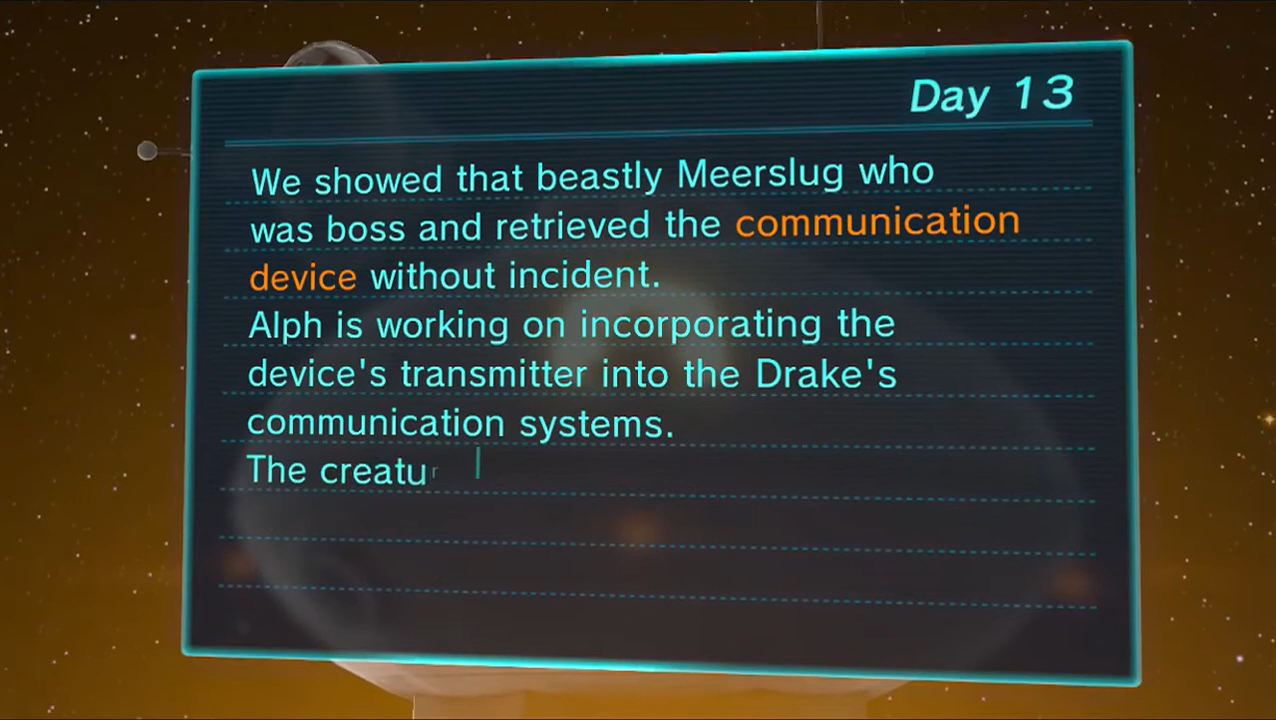 Day 13
We showed that beastly Meerslug who
was boss and retrieved the communication
device without incident.
Alph is working on incorporating the
device's transmitter into the Drake's
communication systems.
The creatur